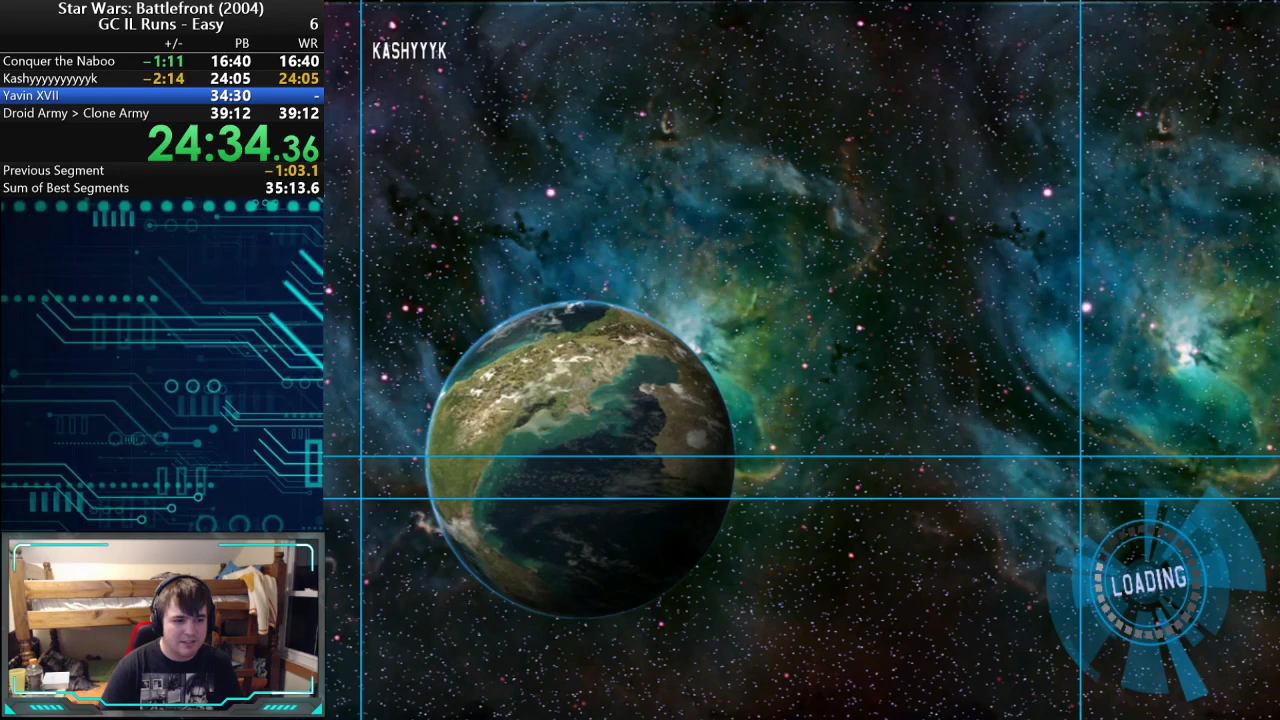 Star Wars: Battlefront (2004)
GC IL Runs - Easy 6
+/- PB WR
Conquer the Naboo −1:11 16:40 16:40
Kashyyyyyyyyyk −2:14 24:05 24:05
Yavin XVII 34:30 -
Droid Army > Clone Army 39:12 39:12
24:34.36
Previous Segment −1:03.1
Sum of Best Segments 35:13.6
KASHYYYK
LOADING